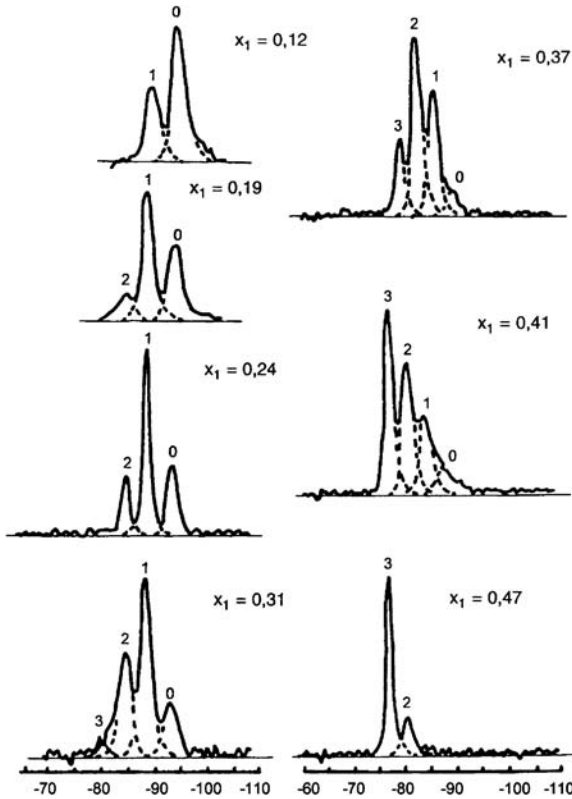 0
1
x₁ = 0,12
1
0
2
x₁ = 0,19
1
2
0
x₁ = 0,24
1
2
0
3
x₁ = 0,31
-70 -80 -90 -100 -110
2
1
3
0
x₁ = 0,37
3
2
1
0
x₁ = 0,41
3
2
x₁ = 0,47
-60 -70 -80 -90 -100 -110